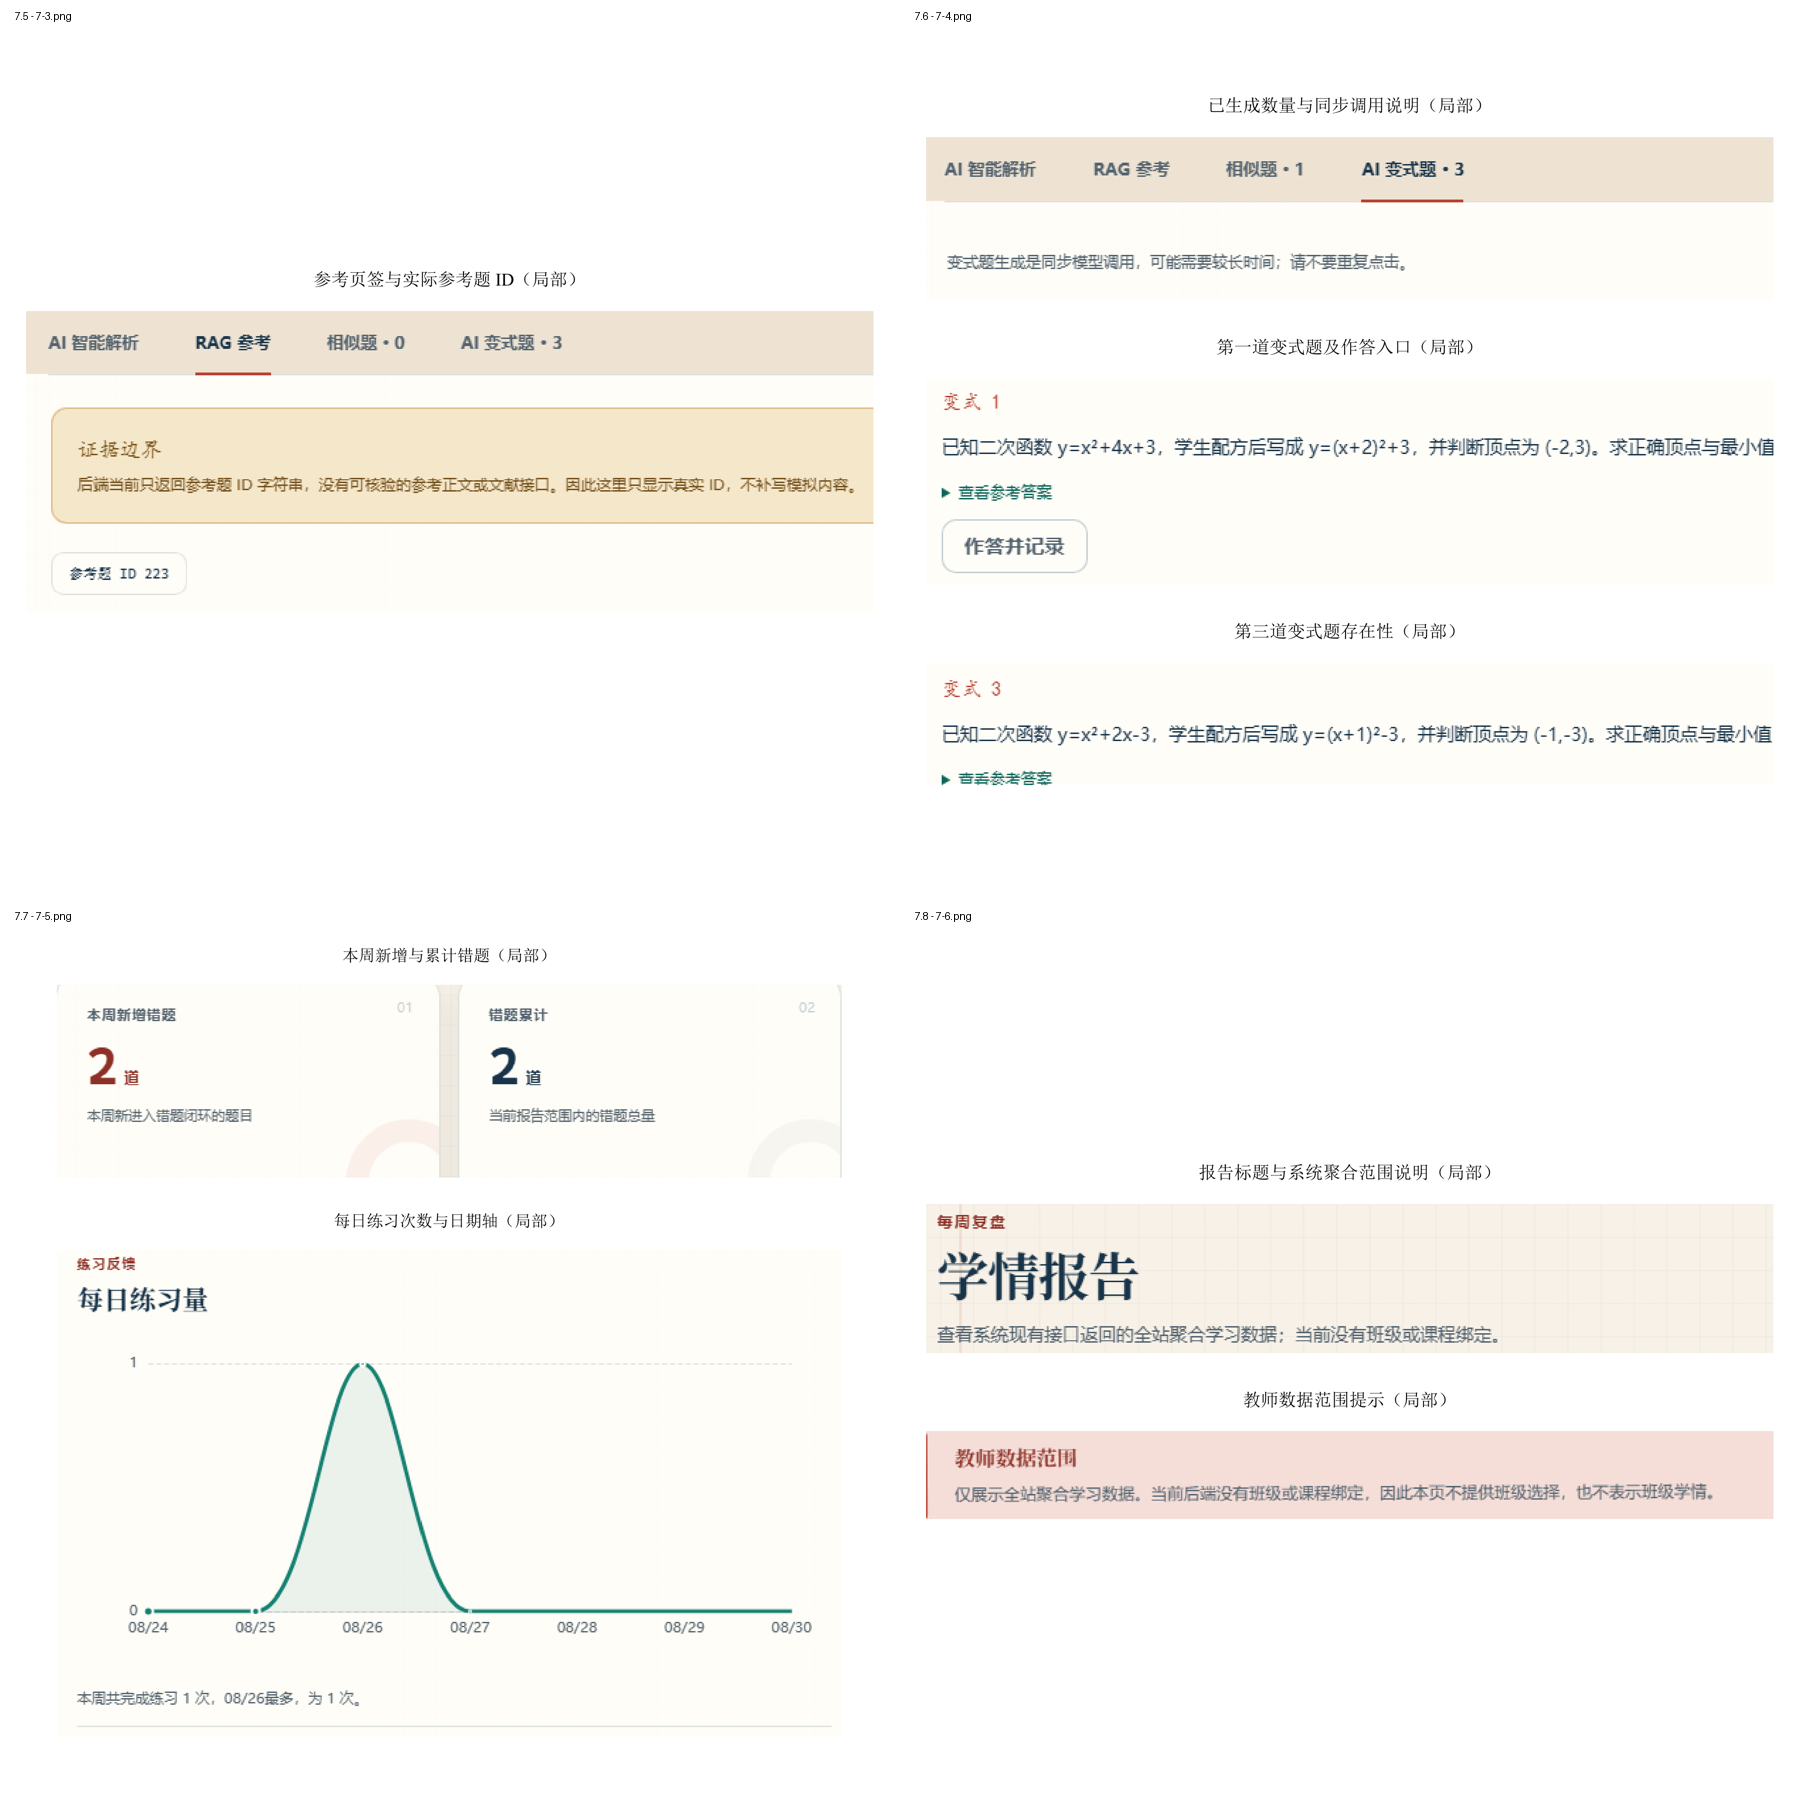 7.5 - 7-3.png
参考页签与实际参考题 ID（局部）
AI 智能解析 RAG 参考 相似题・0 AI 变式题・3
证据边界
后端当前只返回参考题 ID 字符串，没有可核验的参考正文或文献接口。因此这里只显示真实 ID，不补写模拟内容。
参考题 ID 223
7.6 - 7-4.png
已生成数量与同步调用说明（局部）
AI 智能解析 RAG 参考 相似题・1 AI 变式题・3
变式题生成是同步模型调用，可能需要较长时间；请不要重复点击。
第一道变式题及作答入口（局部）
变式 1
已知二次函数 y=x²+4x+3，学生配方后写成 y=(x+2)²+3，并判断顶点为 (-2,3)。求正确顶点与最小值
▶ 查看参考答案
作答并记录
第三道变式题存在性（局部）
变式 3
已知二次函数 y=x²+2x-3，学生配方后写成 y=(x+1)²-3，并判断顶点为 (-1,-3)。求正确顶点与最小值
▶ 查看参考答案
7.7 - 7-5.png
本周新增与累计错题（局部）
本周新增错题 01
2 道
本周新进入错题闭环的题目
错题累计 02
2 道
当前报告范围内的错题总量
每日练习次数与日期轴（局部）
练习反馈
每日练习量
1
0
08/24 08/25 08/26 08/27 08/28 08/29 08/30
本周共完成练习 1 次，08/26最多，为 1 次。
7.8 - 7-6.png
报告标题与系统聚合范围说明（局部）
每周复盘
学情报告
查看系统现有接口返回的全站聚合学习数据；当前没有班级或课程绑定。
教师数据范围提示（局部）
教师数据范围
仅展示全站聚合学习数据。当前后端没有班级或课程绑定，因此本页不提供班级选择，也不表示班级学情。